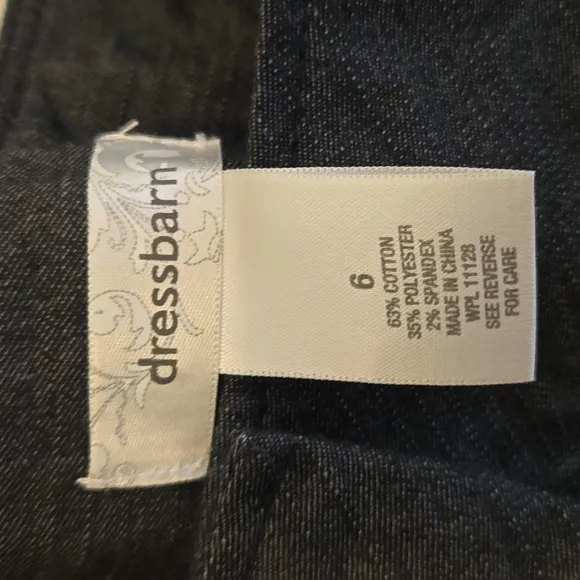 dressbarn
6
63% COTTON
35% POLYESTER
2% SPANDEX
MADE IN CHINA
WPL 11128
SEE REVERSE
FOR CARE